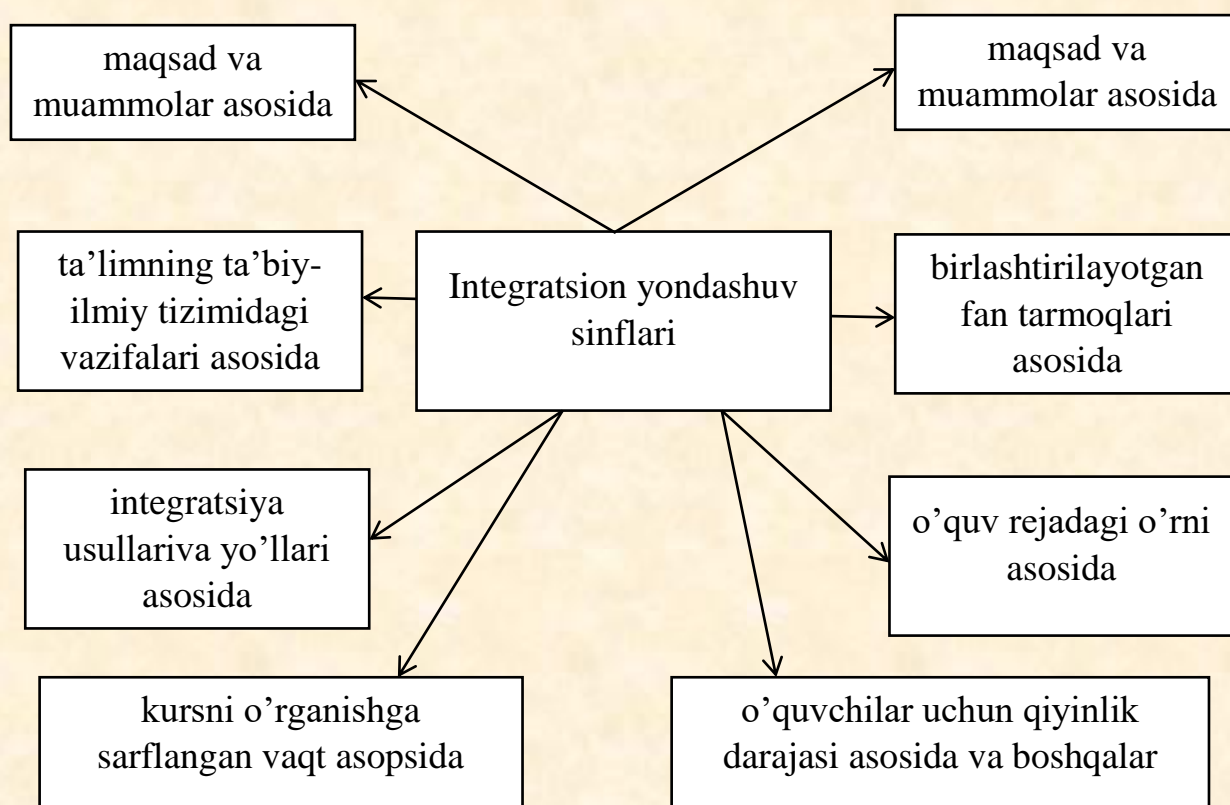 maqsad va
muammolar asosida
maqsad va
muammolar asosida
ta’limning ta’biy-
ilmiy tizimidagi
vazifalari asosida
Integratsion yondashuv
sinflari
birlashtirilayotgan
fan tarmoqlari
asosida
integratsiya
usullariva yo’llari
asosida
o’quv rejadagi o’rni
asosida
kursni o’rganishga
sarflangan vaqt asopsida
o’quvchilar uchun qiyinlik
darajasi asosida va boshqalar